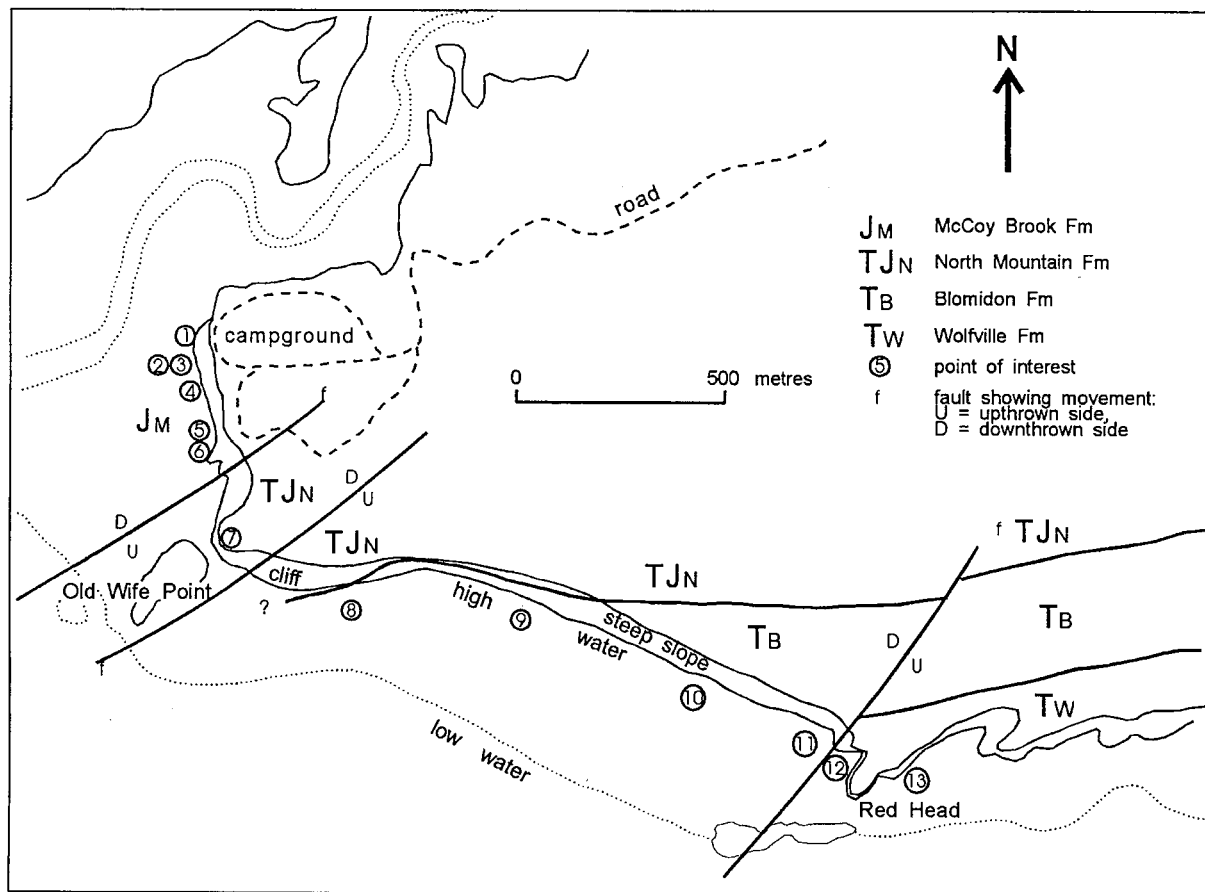 N
road
JM McCoy Brook Fm
TJN North Mountain Fm
TB Blomidon Fm
TW Wolfville Fm
⑤ point of interest
f fault showing movement:
U = upthrown side,
D = downthrown side
0 500 metres
①
campground
② ③
④
f
JM
⑤
⑥
D
U
TJN
D
U
f TJN
⑦
TJN
Old Wife Point
cliff
?
⑧
high
water
⑨
steep slope
TJN
TB
D
U
TB
f
⑩
TW
low water
⑪
⑫
⑬
Red Head